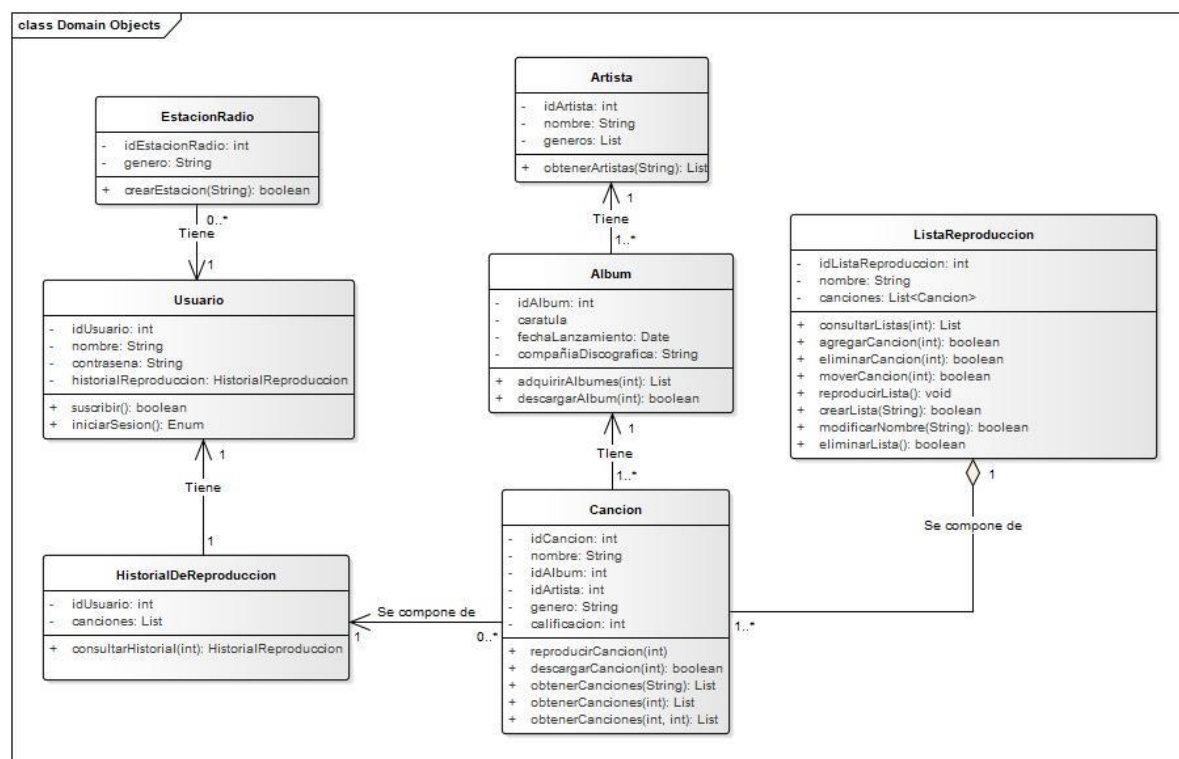 class Domain Objects
Artista
- idArtista: int
- nombre: String
- generos: List
+ obtenerArtistas(String): List
EstacionRadio
- idEstacionRadio: int
- genero: String
+ crearEstacion(String): boolean
0..*
Tiene
1
1
Tiene
1..*
Usuario
- idUsuario: int
- nombre: String
- contrasena: String
- historialReproduccion: HistorialReproduccion
+ suscribir(): boolean
+ iniciarSesion(): Enum
Album
- idAlbum: int
- caratula
- fechaLanzamiento: Date
- compañiaDiscografica: String
+ adquirirAlbumes(int): List
+ descargarAlbum(int): boolean
ListaReproduccion
- idListaReproduccion: int
- nombre: String
- canciones: List<Cancion>
+ consultarListas(int): List
+ agregarCancion(int): boolean
+ eliminarCancion(int): boolean
+ moverCancion(int): boolean
+ reproducirLista(): void
+ crearLista(String): boolean
+ modificarNombre(String): boolean
+ eliminarLista(): boolean
1
Tiene
1
1
TIene
1..*
1
Se compone de
1..*
HistorialDeReproduccion
- idUsuario: int
- canciones: List
+ consultarHistorial(int): HistorialReproduccion
Se compone de
1
0..*
Cancion
- idCancion: int
- nombre: String
- idAlbum: int
- idArtista: int
- genero: String
- calificacion: int
+ reproducirCancion(int)
+ descargarCancion(int): boolean
+ obtenerCanciones(String): List
+ obtenerCanciones(int): List
+ obtenerCanciones(int, int): List